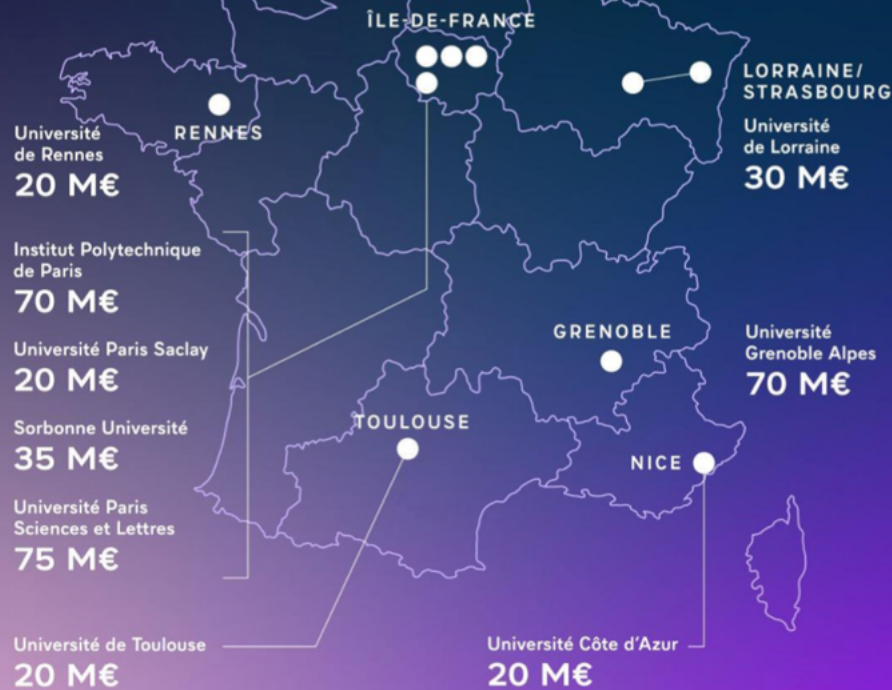 ÎLE-DE-FRANCE
LORRAINE/
STRASBOURG
Université
de Lorraine
30 M€
RENNES
Université
de Rennes
20 M€
Institut Polytechnique
de Paris
70 M€
Université Paris Saclay
20 M€
Sorbonne Université
35 M€
Université Paris
Sciences et Lettres
75 M€
GRENOBLE
Université
Grenoble Alpes
70 M€
TOULOUSE
NICE
Université de Toulouse
20 M€
Université Côte d'Azur
20 M€